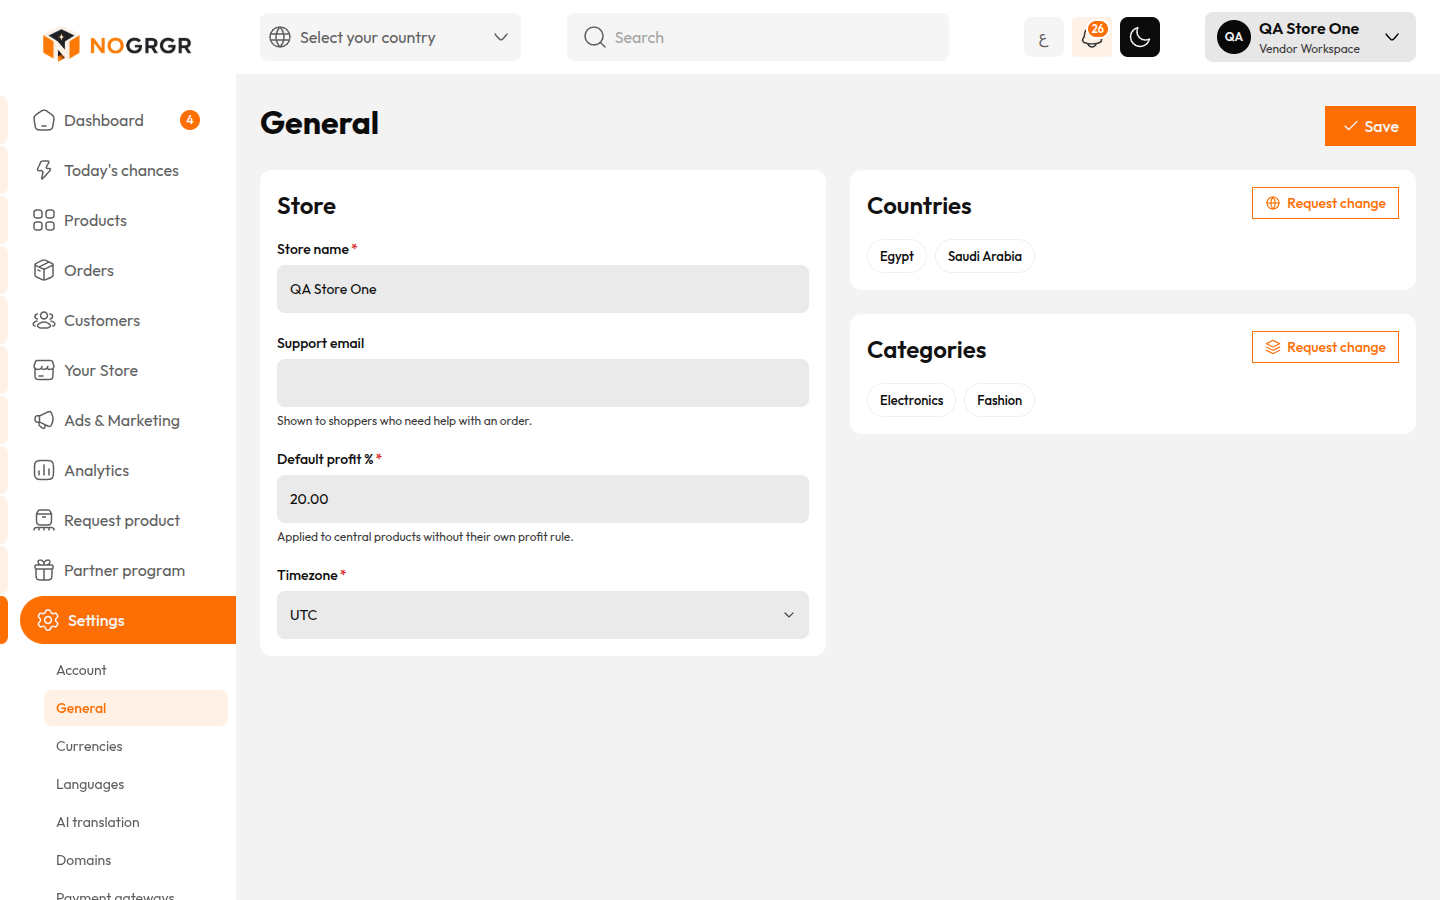 NOGRGR
Select your country
Search
ع
26
QA
QA Store One
Vendor Workspace
Dashboard
4
Today's chances
Products
Orders
Customers
Your Store
Ads & Marketing
Analytics
Request product
Partner program
Settings
Account
General
Currencies
Languages
AI translation
Domains
Payment gateways
General
Save
Store
Store name *
QA Store One
Support email
Shown to shoppers who need help with an order.
Default profit % *
20.00
Applied to central products without their own profit rule.
Timezone *
UTC
Countries
Request change
Egypt
Saudi Arabia
Categories
Request change
Electronics
Fashion